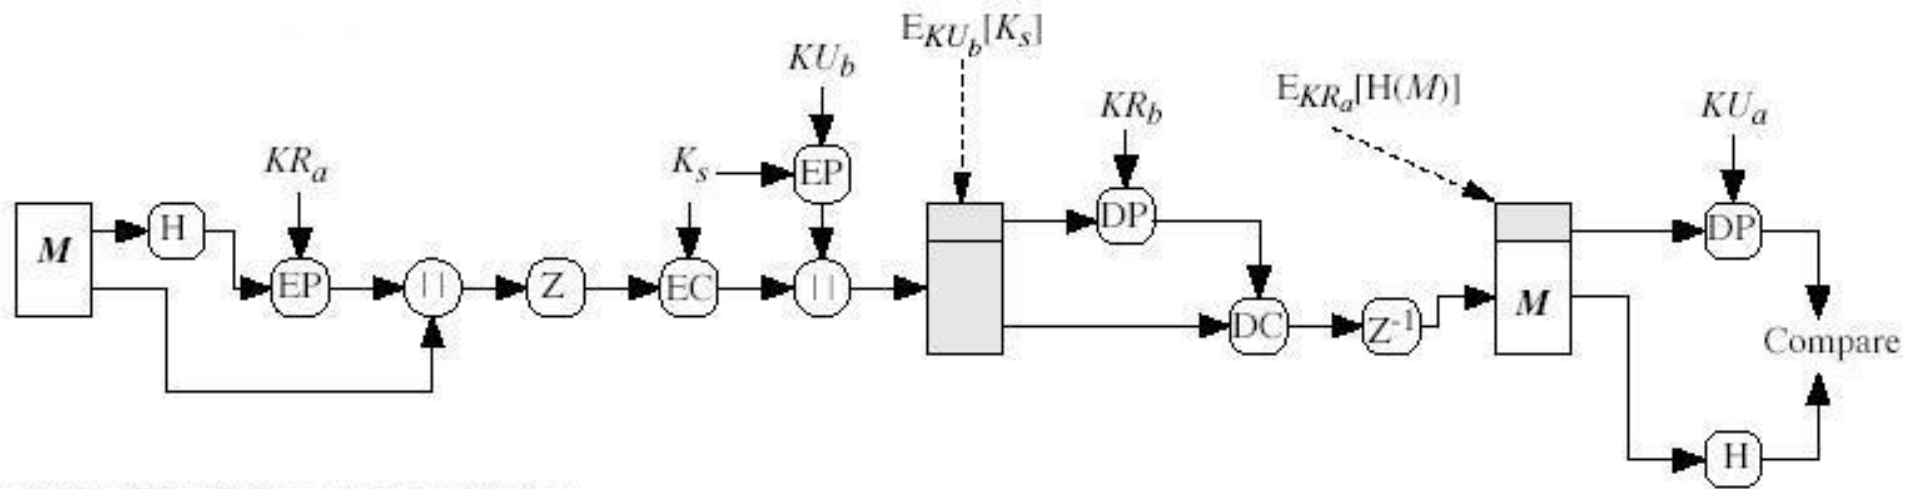 E_{KU_b}[K_s]
KU_b
KR_b
E_{KR_a}[H(M)]
KU_a
KR_a
K_s
EP
M
H
EP
||
Z
EC
||
DP
DC
Z^{-1}
M
DP
Compare
H